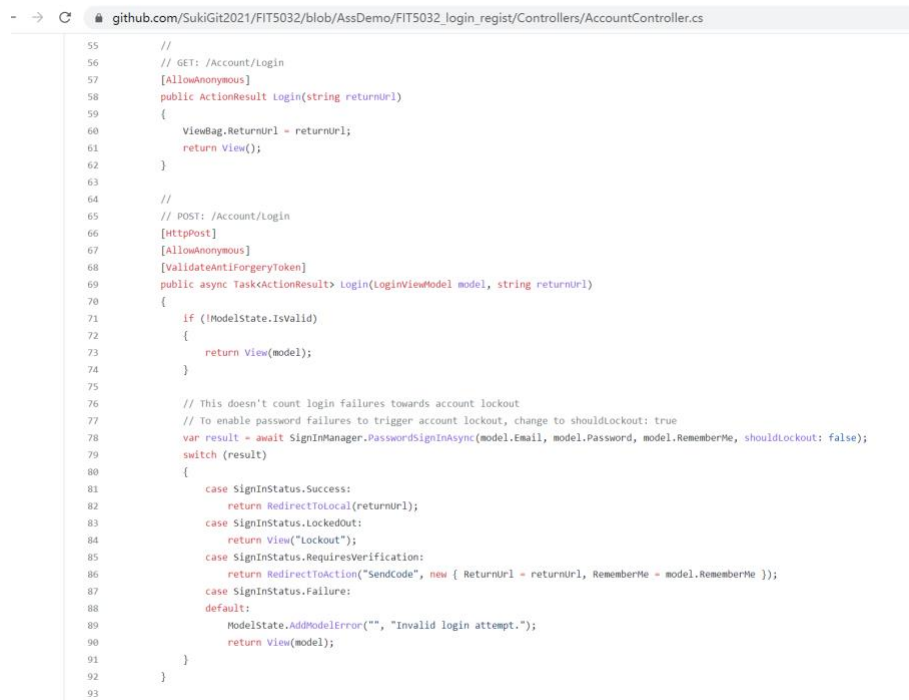 github.com/SukiGit2021/FIT5032/blob/AssDemo/FIT5032_login_regist/Controllers/AccountController.cs
55 //
56 // GET: /Account/Login
57 [AllowAnonymous]
58 public ActionResult Login(string returnUrl)
59 {
60 ViewBag.ReturnUrl = returnUrl;
61 return View();
62 }
63
64 //
65 // POST: /Account/Login
66 [HttpPost]
67 [AllowAnonymous]
68 [ValidateAntiForgeryToken]
69 public async Task<ActionResult> Login(LoginViewModel model, string returnUrl)
70 {
71 if (!ModelState.IsValid)
72 {
73 return View(model);
74 }
75
76 // This doesn't count login failures towards account lockout
77 // To enable password failures to trigger account lockout, change to shouldLockout: true
78 var result = await SignInManager.PasswordSignInAsync(model.Email, model.Password, model.RememberMe, shouldLockout: false);
79 switch (result)
80 {
81 case SignInStatus.Success:
82 return RedirectToLocal(returnUrl);
83 case SignInStatus.LockedOut:
84 return View("Lockout");
85 case SignInStatus.RequiresVerification:
86 return RedirectToAction("SendCode", new { ReturnUrl = returnUrl, RememberMe = model.RememberMe });
87 case SignInStatus.Failure:
88 default:
89 ModelState.AddModelError("", "Invalid login attempt.");
90 return View(model);
91 }
92 }
93